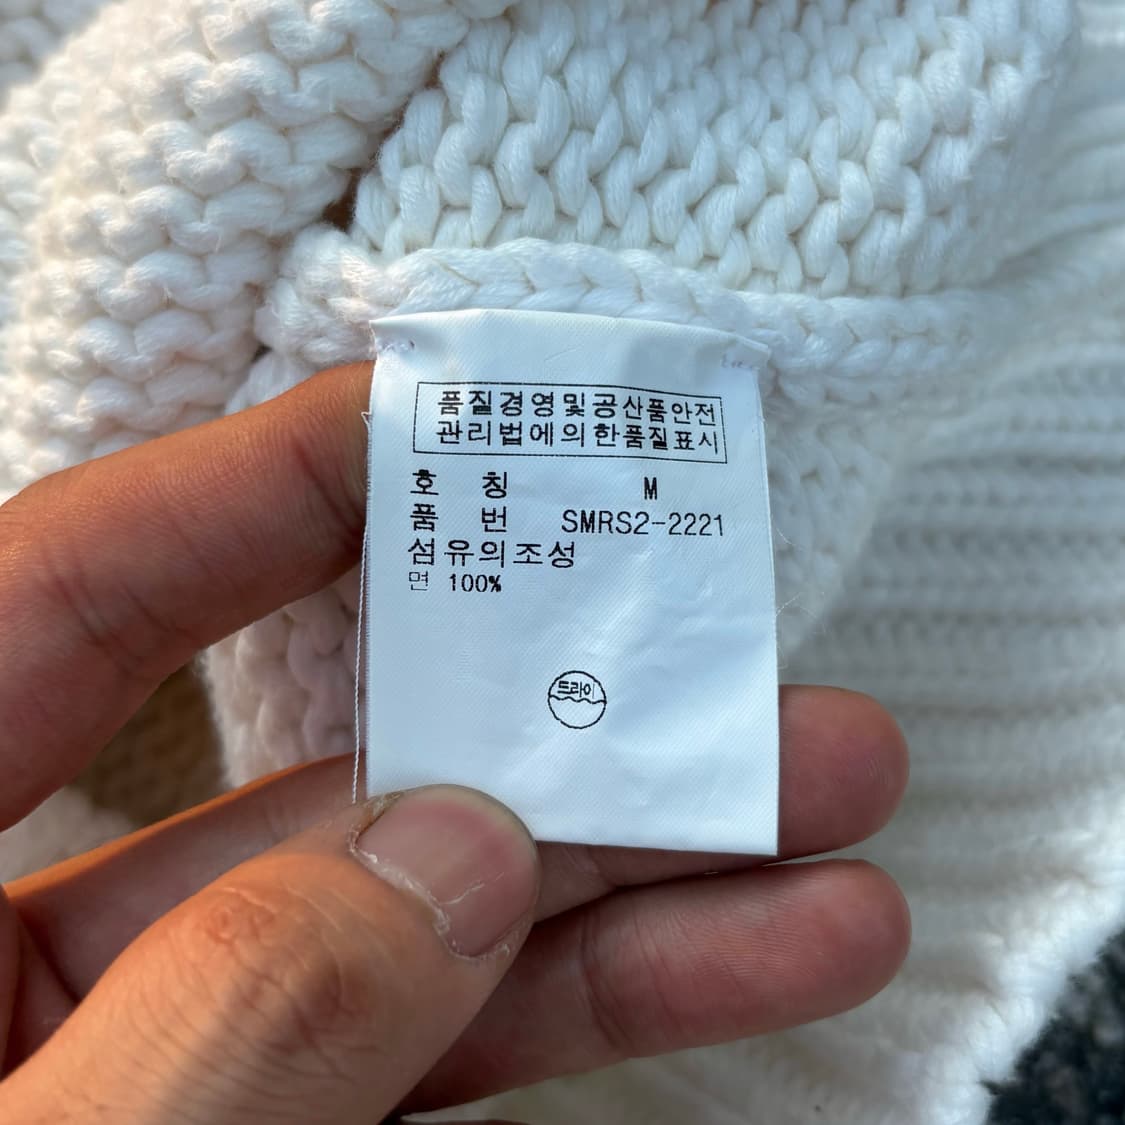 품질경영및공산품안전
관리법에의한품질표시
호 칭 M
품 번 SMRS2-2221
섬유의조성
면 100%
드라이